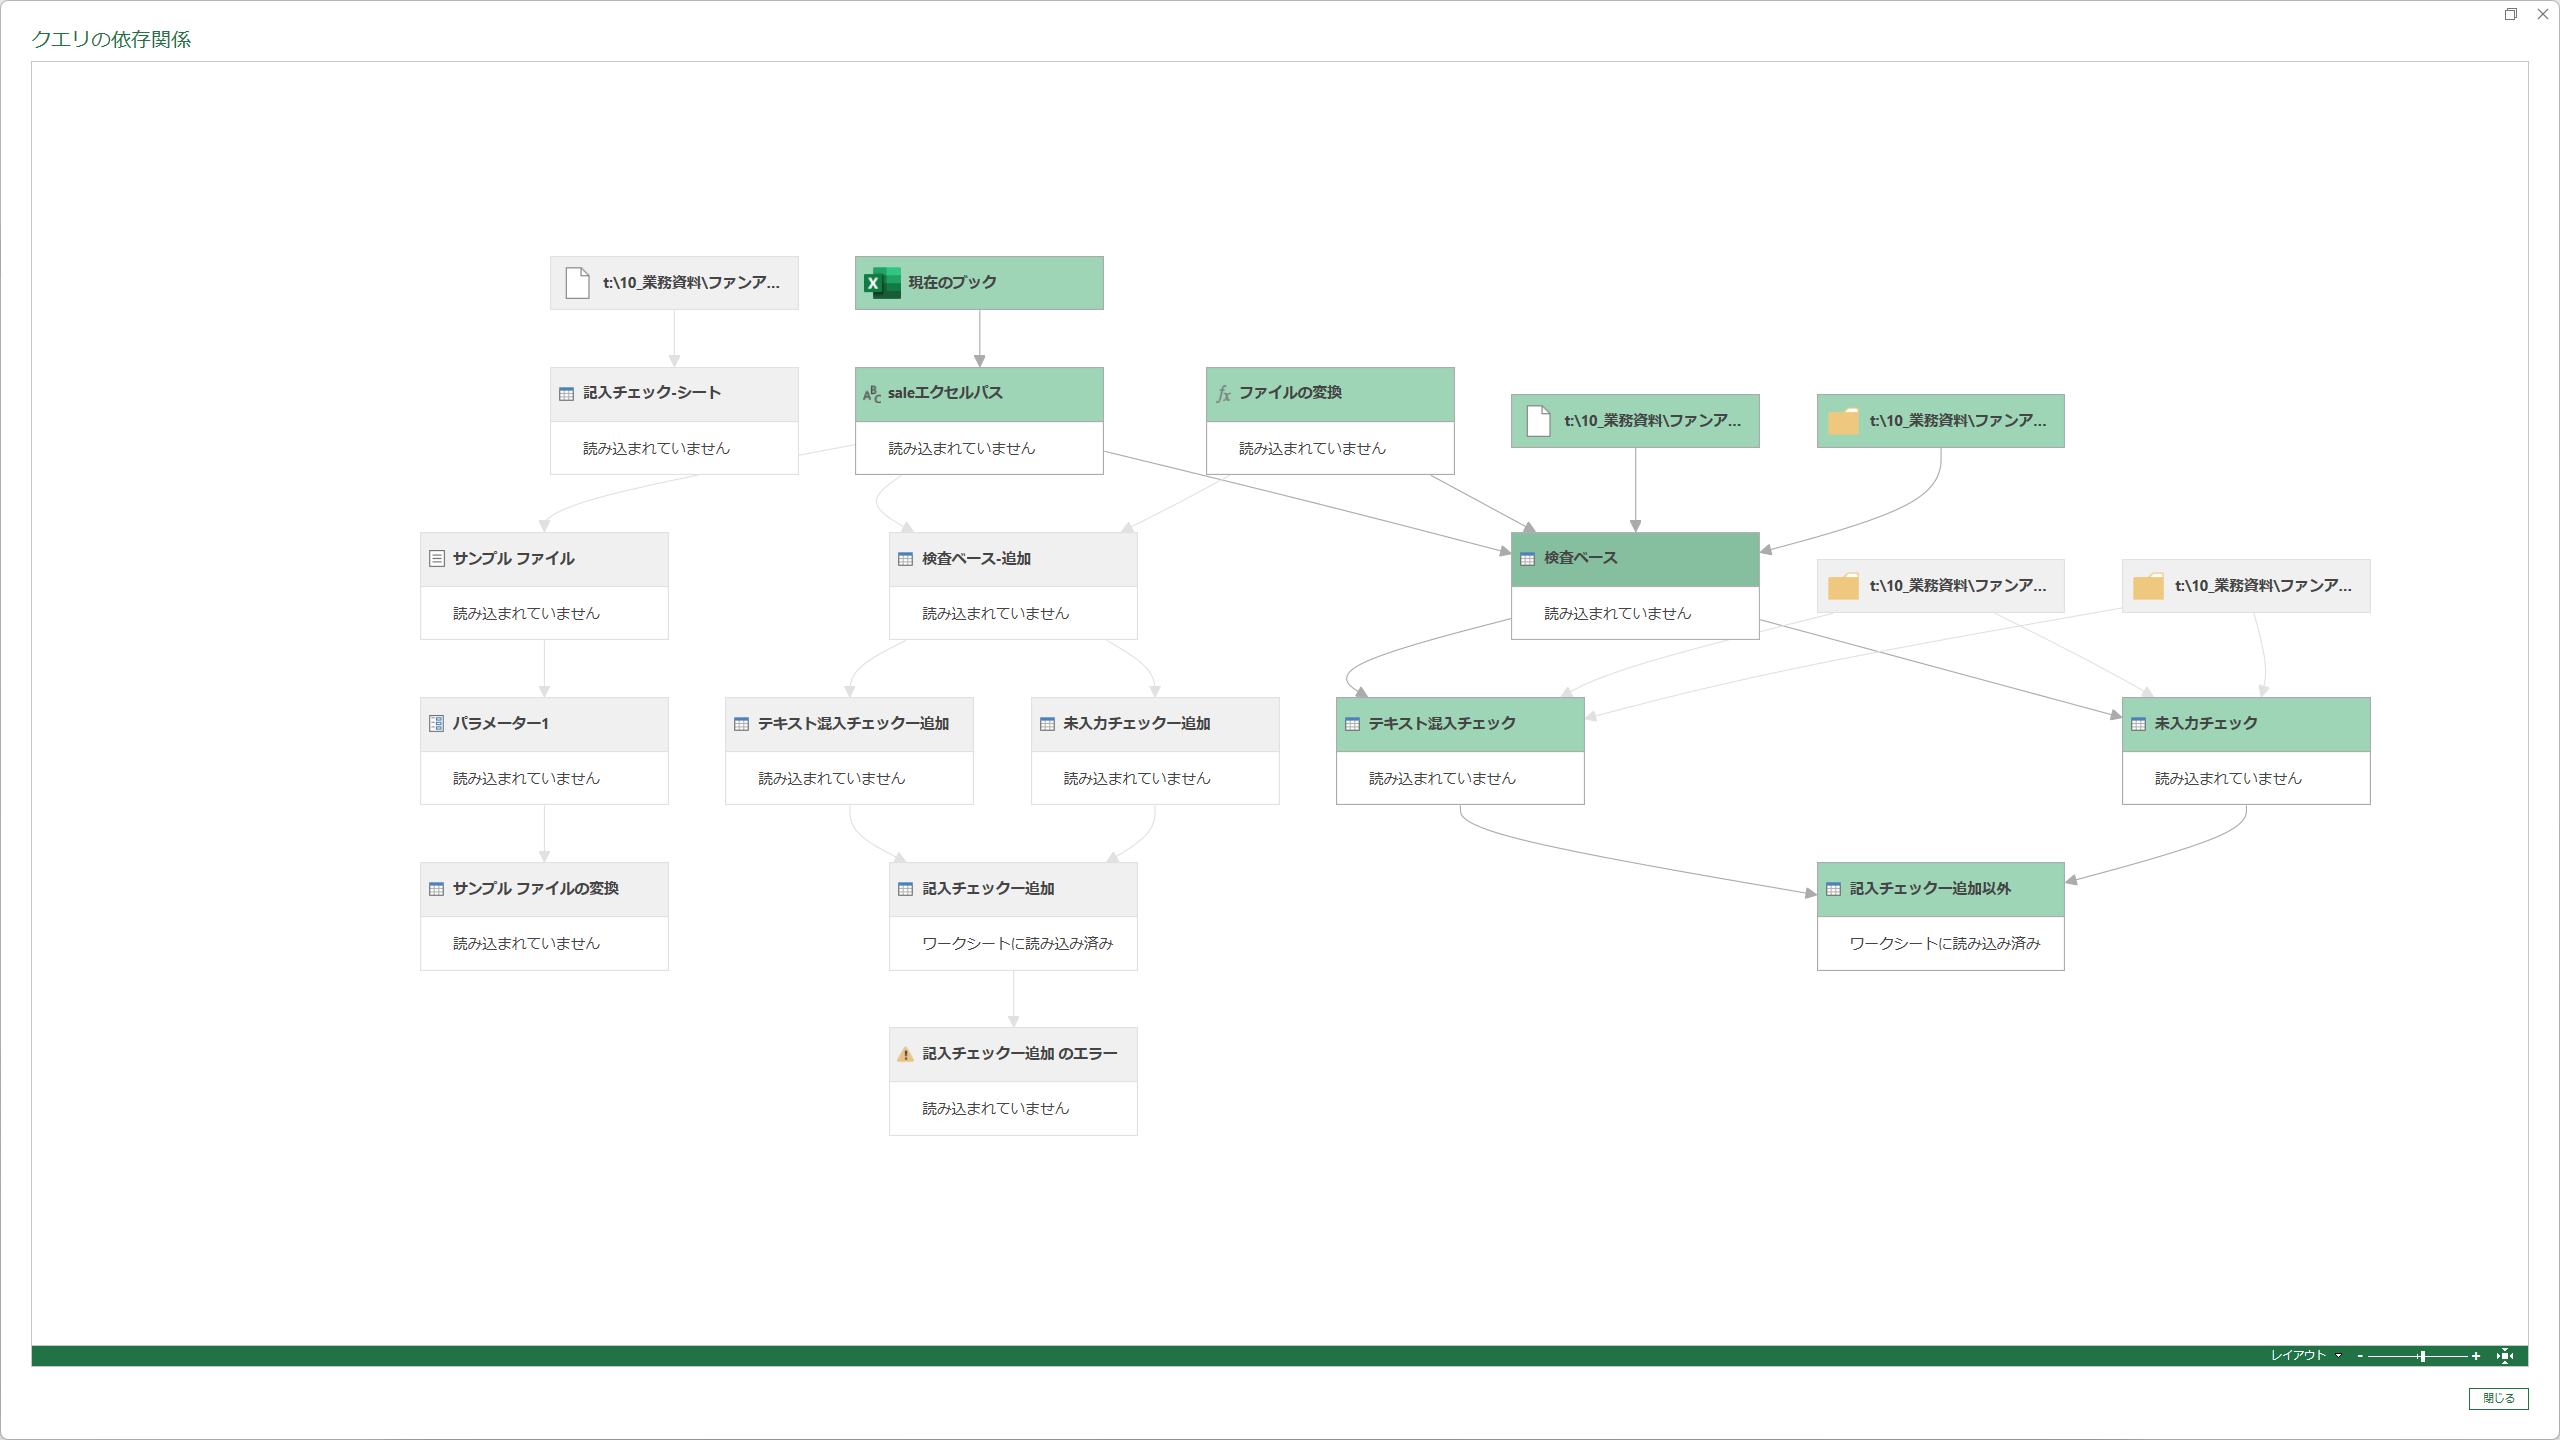 クエリの依存関係
t:\10_業務資料\ファンア...
現在のブック
記入チェック-シート
読み込まれていません
saleエクセルパス
読み込まれていません
ファイルの変換
読み込まれていません
t:\10_業務資料\ファンア...
t:\10_業務資料\ファンア...
サンプル ファイル
読み込まれていません
検査ベース-追加
読み込まれていません
検査ベース
読み込まれていません
t:\10_業務資料\ファンア...
t:\10_業務資料\ファンア...
パラメーター1
読み込まれていません
テキスト混入チェックー追加
読み込まれていません
未入力チェックー追加
読み込まれていません
テキスト混入チェック
読み込まれていません
未入力チェック
読み込まれていません
サンプル ファイルの変換
読み込まれていません
記入チェックー追加
ワークシートに読み込み済み
記入チェックー追加以外
ワークシートに読み込み済み
記入チェックー追加 のエラー
読み込まれていません
レイアウト
閉じる